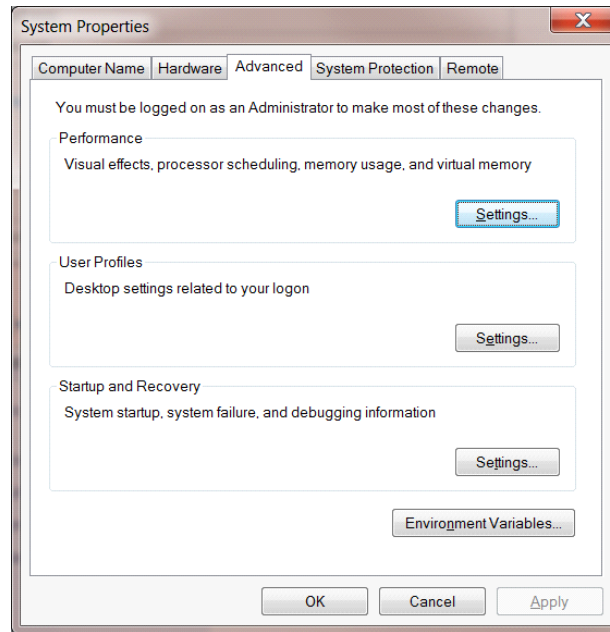 System Properties
Computer Name Hardware Advanced System Protection Remote
You must be logged on as an Administrator to make most of these changes.
Performance
Visual effects, processor scheduling, memory usage, and virtual memory
Settings...
User Profiles
Desktop settings related to your logon
Settings...
Startup and Recovery
System startup, system failure, and debugging information
Settings...
Environment Variables...
OK Cancel Apply